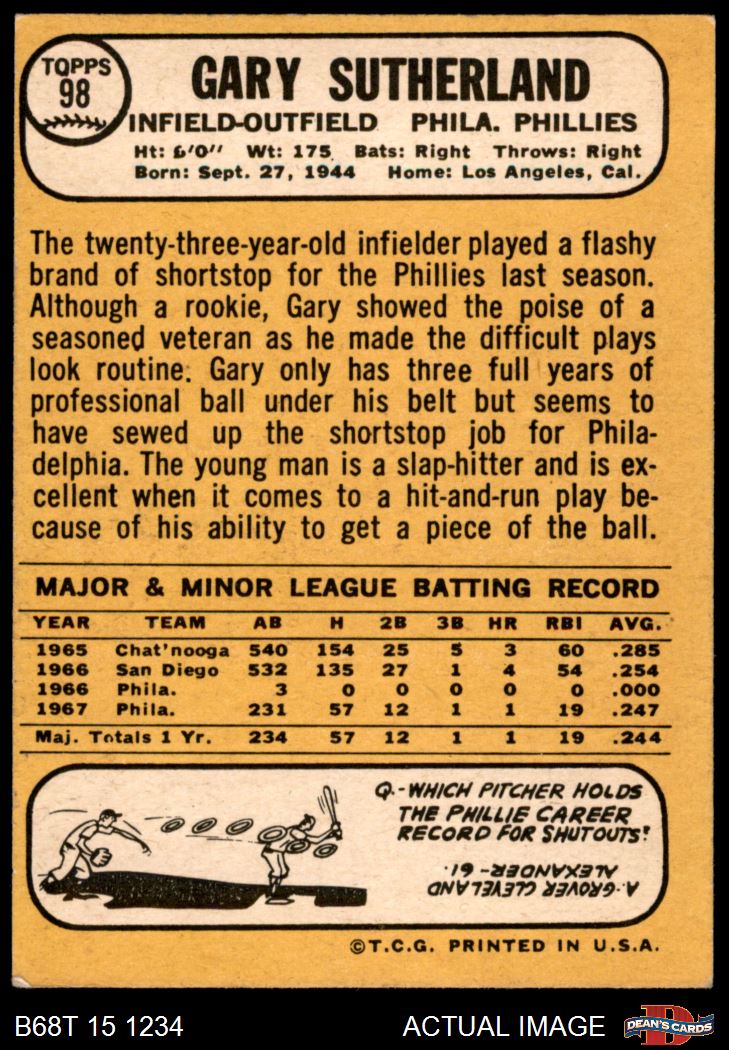 TOPPS
98
GARY SUTHERLAND
INFIELD-OUTFIELD PHILA. PHILLIES
Ht: 6'0" Wt: 175 Bats: Right Throws: Right
Born: Sept. 27, 1944 Home: Los Angeles, Cal.
The twenty-three-year-old infielder played a flashy
brand of shortstop for the Phillies last season.
Although a rookie, Gary showed the poise of a
seasoned veteran as he made the difficult plays
look routine. Gary only has three full years of
professional ball under his belt but seems to
have sewed up the shortstop job for Phila-
delphia. The young man is a slap-hitter and is ex-
cellent when it comes to a hit-and-run play be-
cause of his ability to get a piece of the ball.
MAJOR & MINOR LEAGUE BATTING RECORD
YEAR TEAM AB H 2B 3B HR RBI AVG.
1965 Chat'nooga 540 154 25 5 3 60 .285
1966 San Diego 532 135 27 1 4 54 .254
1966 Phila. 3 0 0 0 0 0 .000
1967 Phila. 231 57 12 1 1 19 .247
Maj. Totals 1 Yr. 234 57 12 1 1 19 .244
Q.-WHICH PITCHER HOLDS
THE PHILLIE CAREER
RECORD FOR SHUTOUTS?
A.-GROVER CLEVELAND
ALEXANDER-61.
©T.C.G. PRINTED IN U.S.A.
B68T 15 1234 ACTUAL IMAGE D DEAN'S CARDS